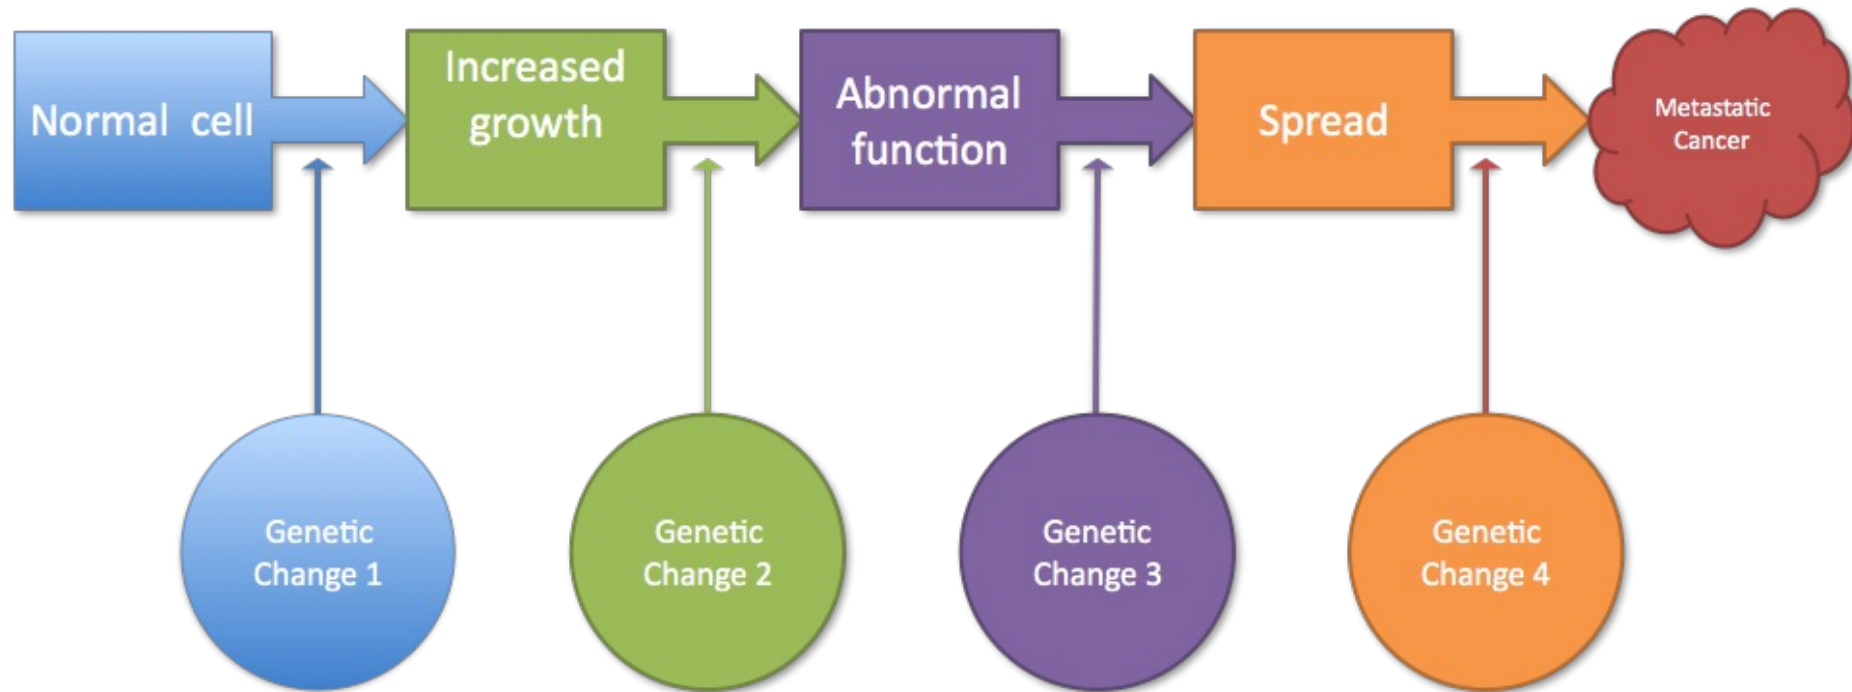 Normal cell
Increased
growth
Abnormal
function
Spread
Metastatic
Cancer
Genetic
Change 1
Genetic
Change 2
Genetic
Change 3
Genetic
Change 4